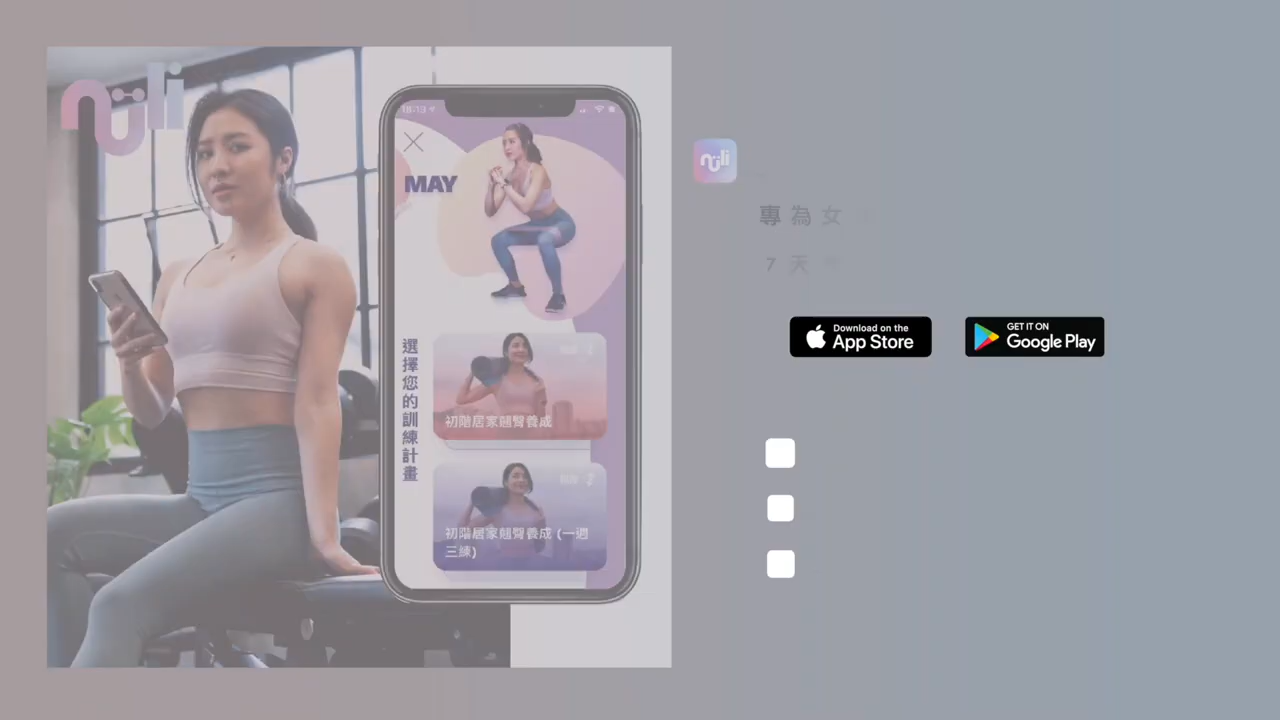 nüli
18:13
MAY
選擇您的訓練計畫
初階居家翹臀養成
初階居家翹臀養成 (一週
三練)
nüli
專為女
7 天
Download on the
App Store
GET IT ON
Google Play